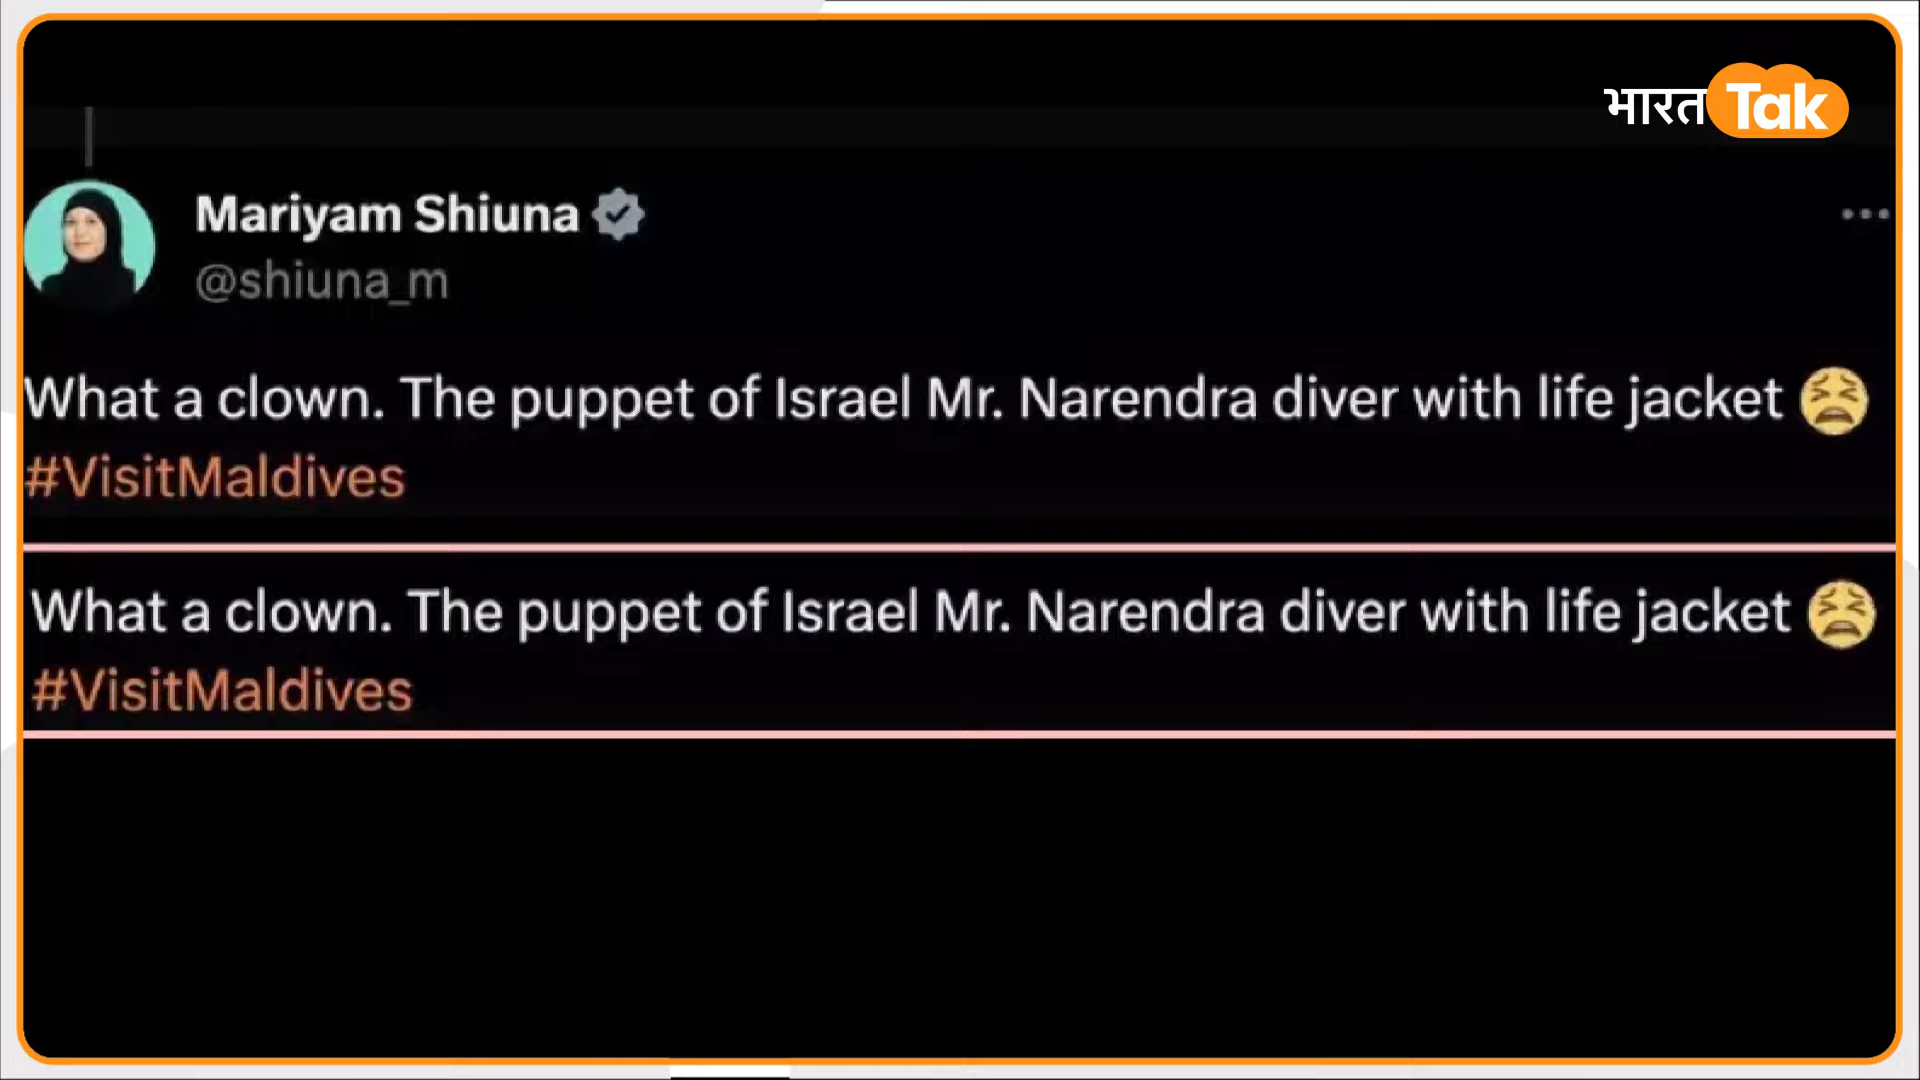 भारत Tak
Mariyam Shiuna
@shiuna_m
What a clown. The puppet of Israel Mr. Narendra diver with life jacket 😫
#VisitMaldives
What a clown. The puppet of Israel Mr. Narendra diver with life jacket 😫
#VisitMaldives